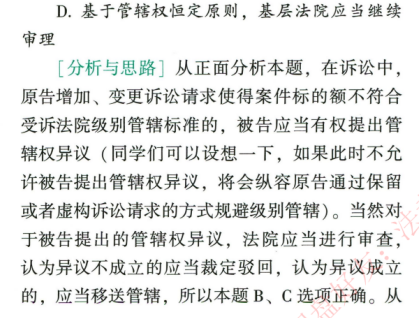 D. 基于管辖权恒定原则，基层法院应当继续
审理
［分析与思路］从正面分析本题，在诉讼中，
原告增加、变更诉讼请求使得案件标的额不符合
受诉法院级别管辖标准的，被告应当有权提出管
辖权异议（同学们可以设想一下，如果此时不允
许被告提出管辖权异议，将会纵容原告通过保留
或者虚构诉讼请求的方式规避级别管辖）。当然对
于被告提出的管辖权异议，法院应当进行审查，
认为异议不成立的应当裁定驳回，认为异议成立
的，应当移送管辖，所以本题 B、C 选项正确。从